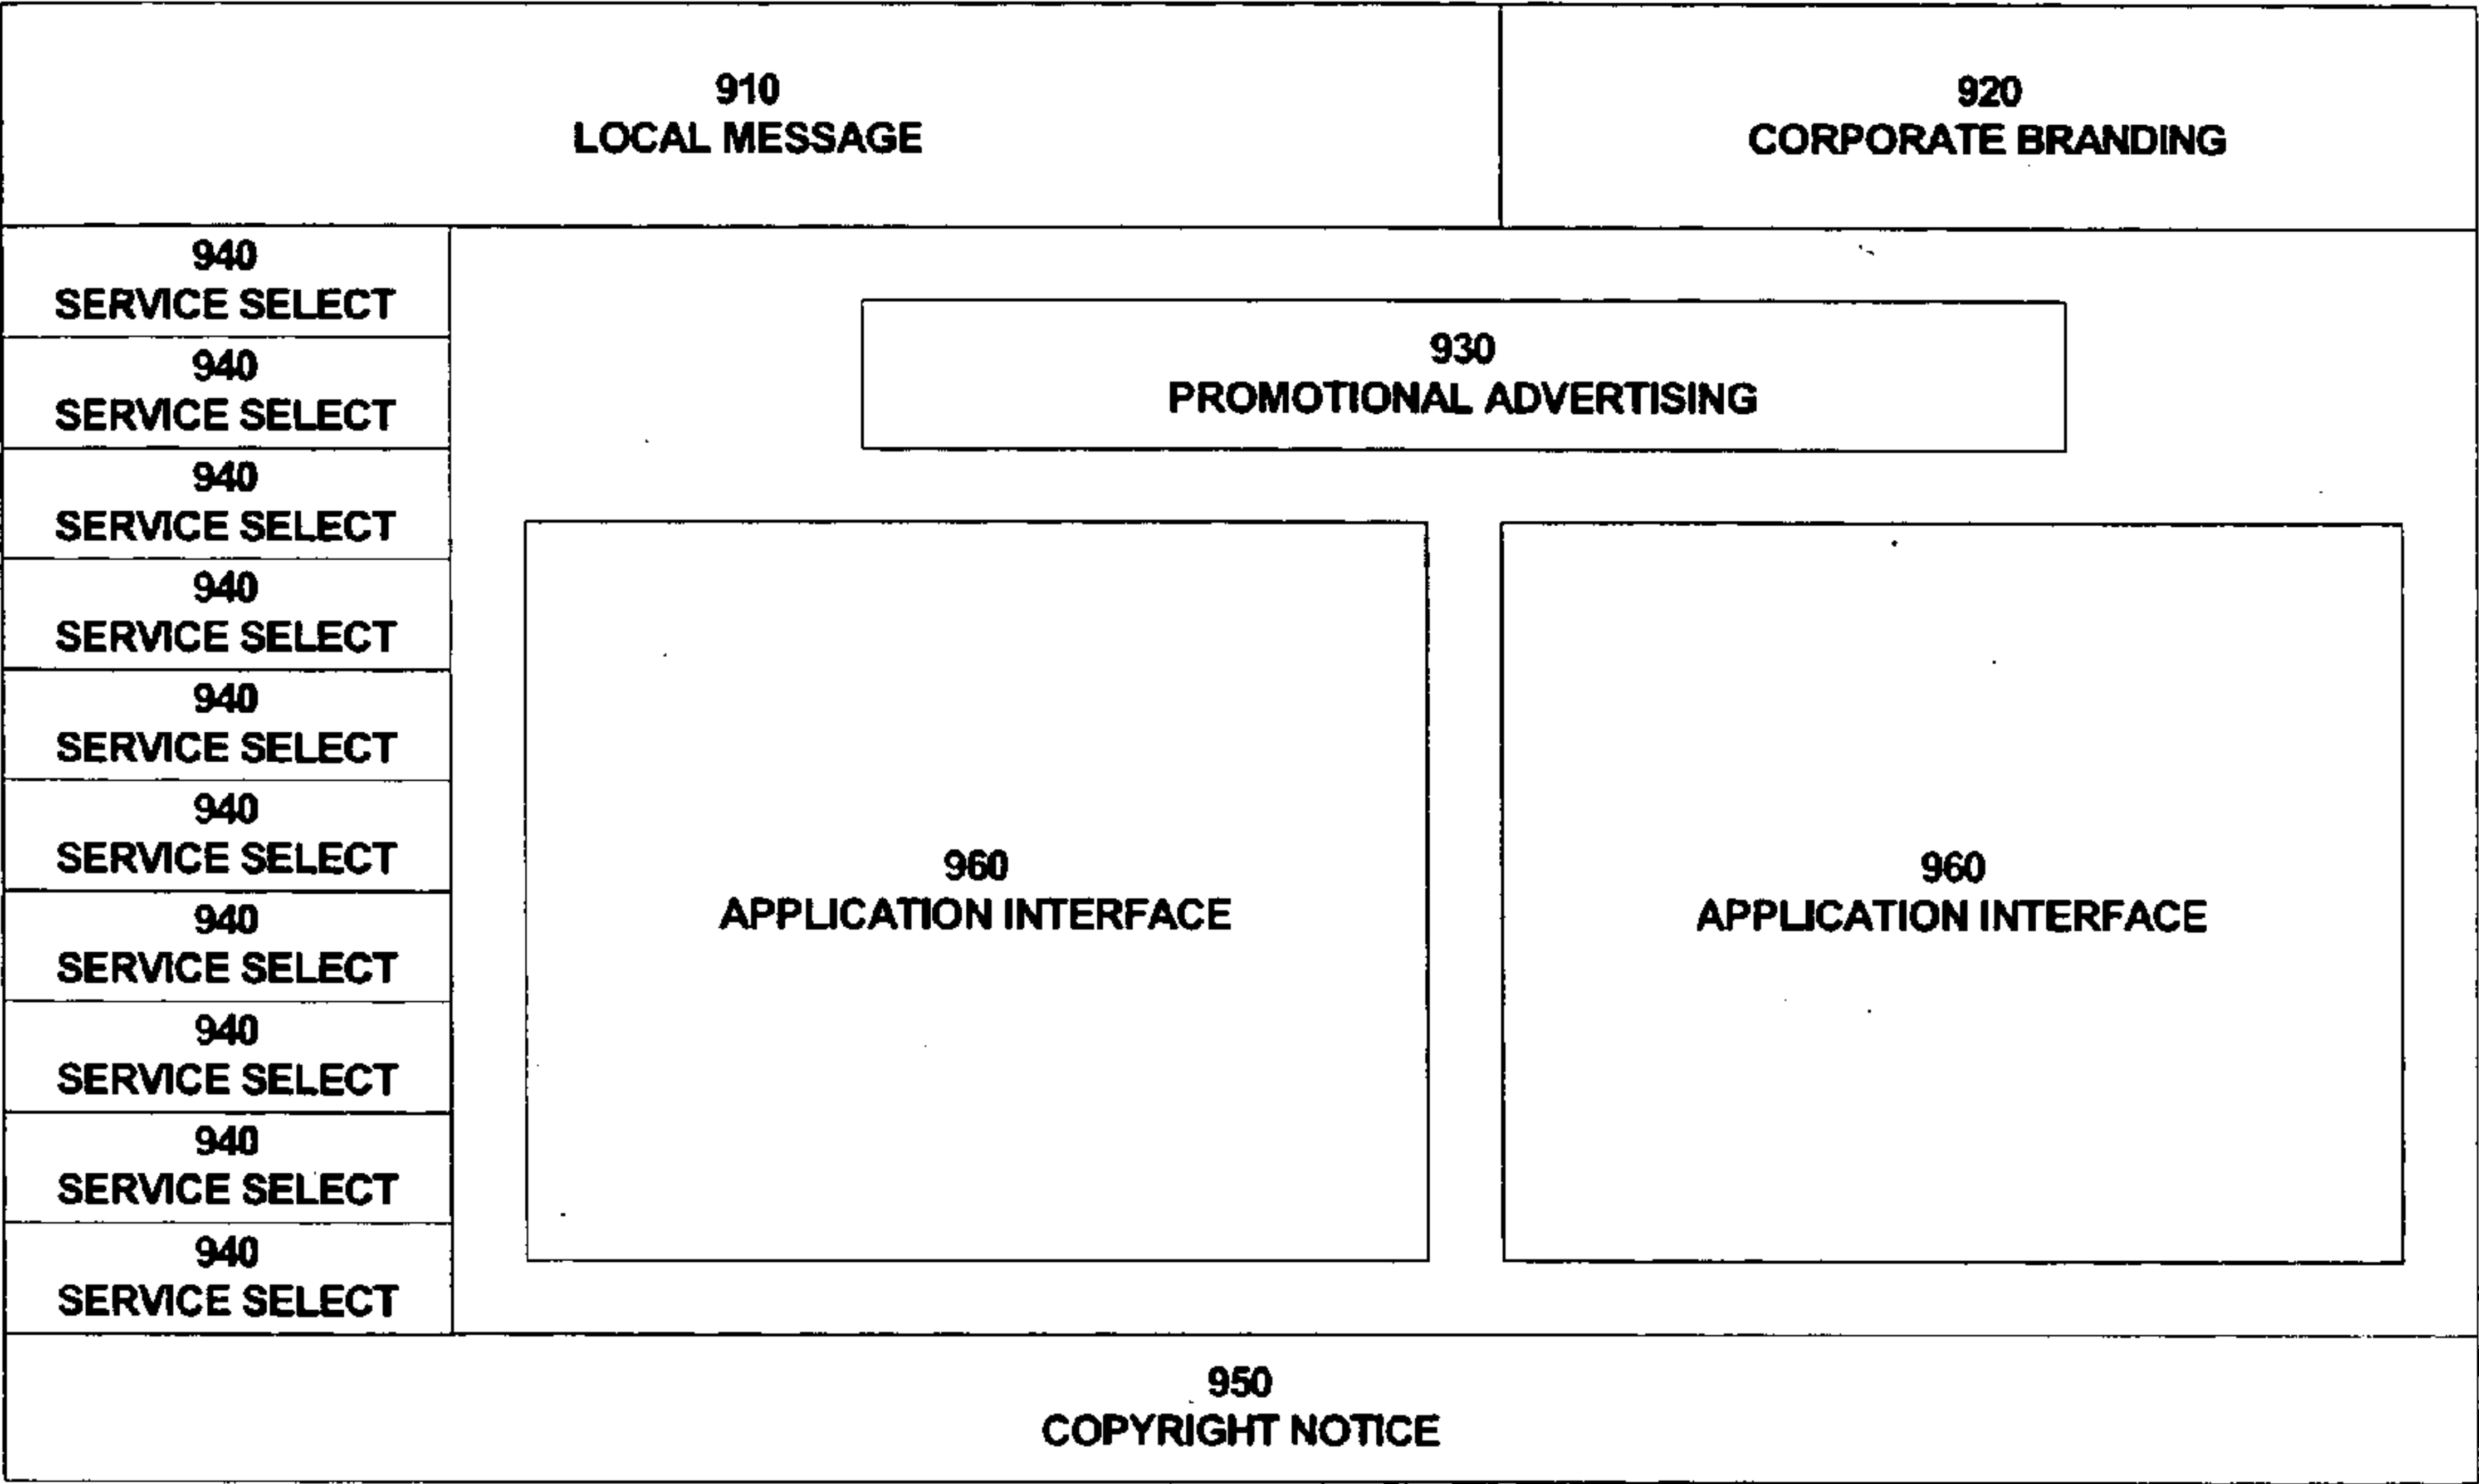 910
LOCAL MESSAGE
920
CORPORATE BRANDING
940
SERVICE SELECT
940
SERVICE SELECT
940
SERVICE SELECT
940
SERVICE SELECT
940
SERVICE SELECT
940
SERVICE SELECT
940
SERVICE SELECT
940
SERVICE SELECT
940
SERVICE SELECT
940
SERVICE SELECT
930
PROMOTIONAL ADVERTISING
960
APPLICATION INTERFACE
960
APPLICATION INTERFACE
950
COPYRIGHT NOTICE